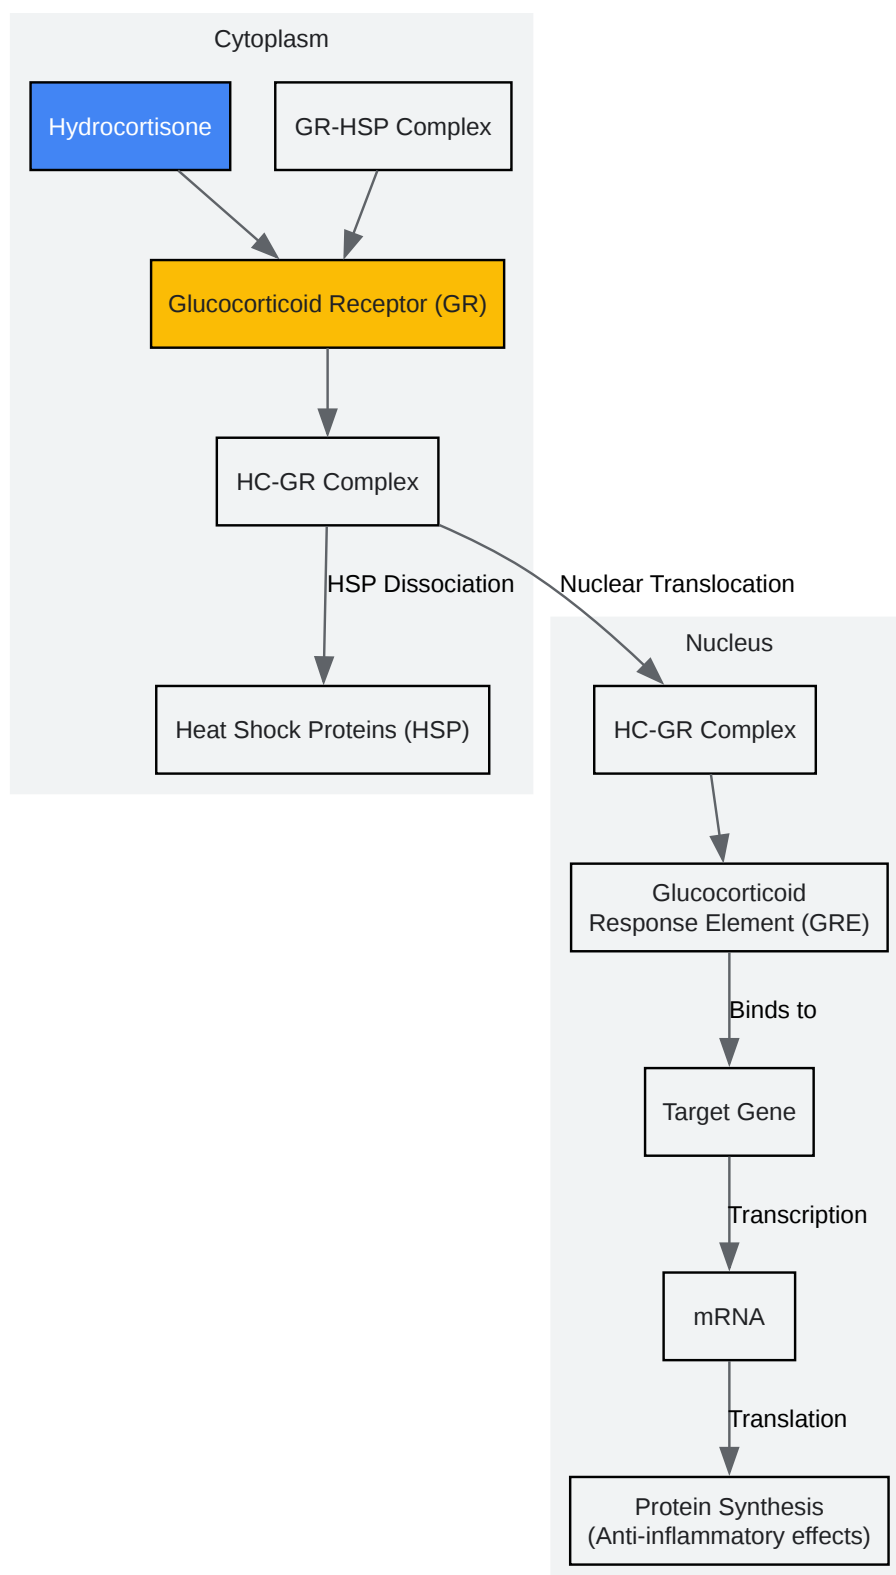 Cytoplasm
Hydrocortisone
GR-HSP Complex
Glucocorticoid Receptor (GR)
HC-GR Complex
HSP Dissociation
Nuclear Translocation
Heat Shock Proteins (HSP)
Nucleus
HC-GR Complex
Glucocorticoid
Response Element (GRE)
Binds to
Target Gene
Transcription
mRNA
Translation
Protein Synthesis
(Anti-inflammatory effects)